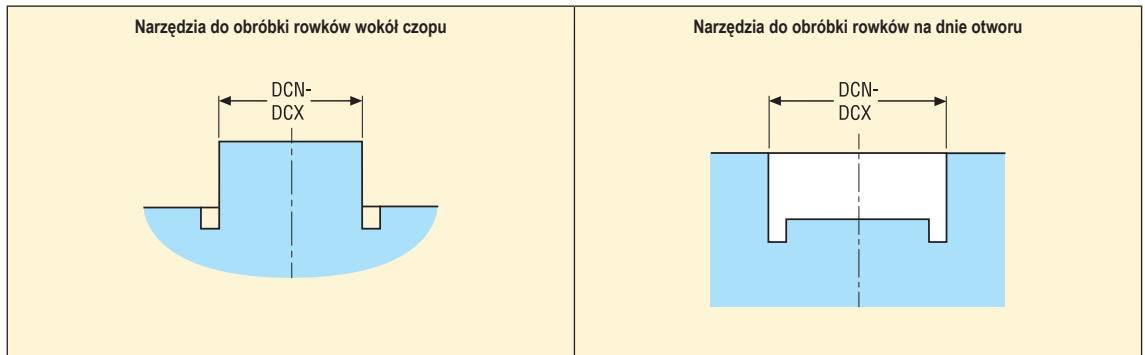 Narzędzia do obróbki rowków wokół czopu
DCN-
DCX
Narzędzia do obróbki rowków na dnie otworu
DCN-
DCX